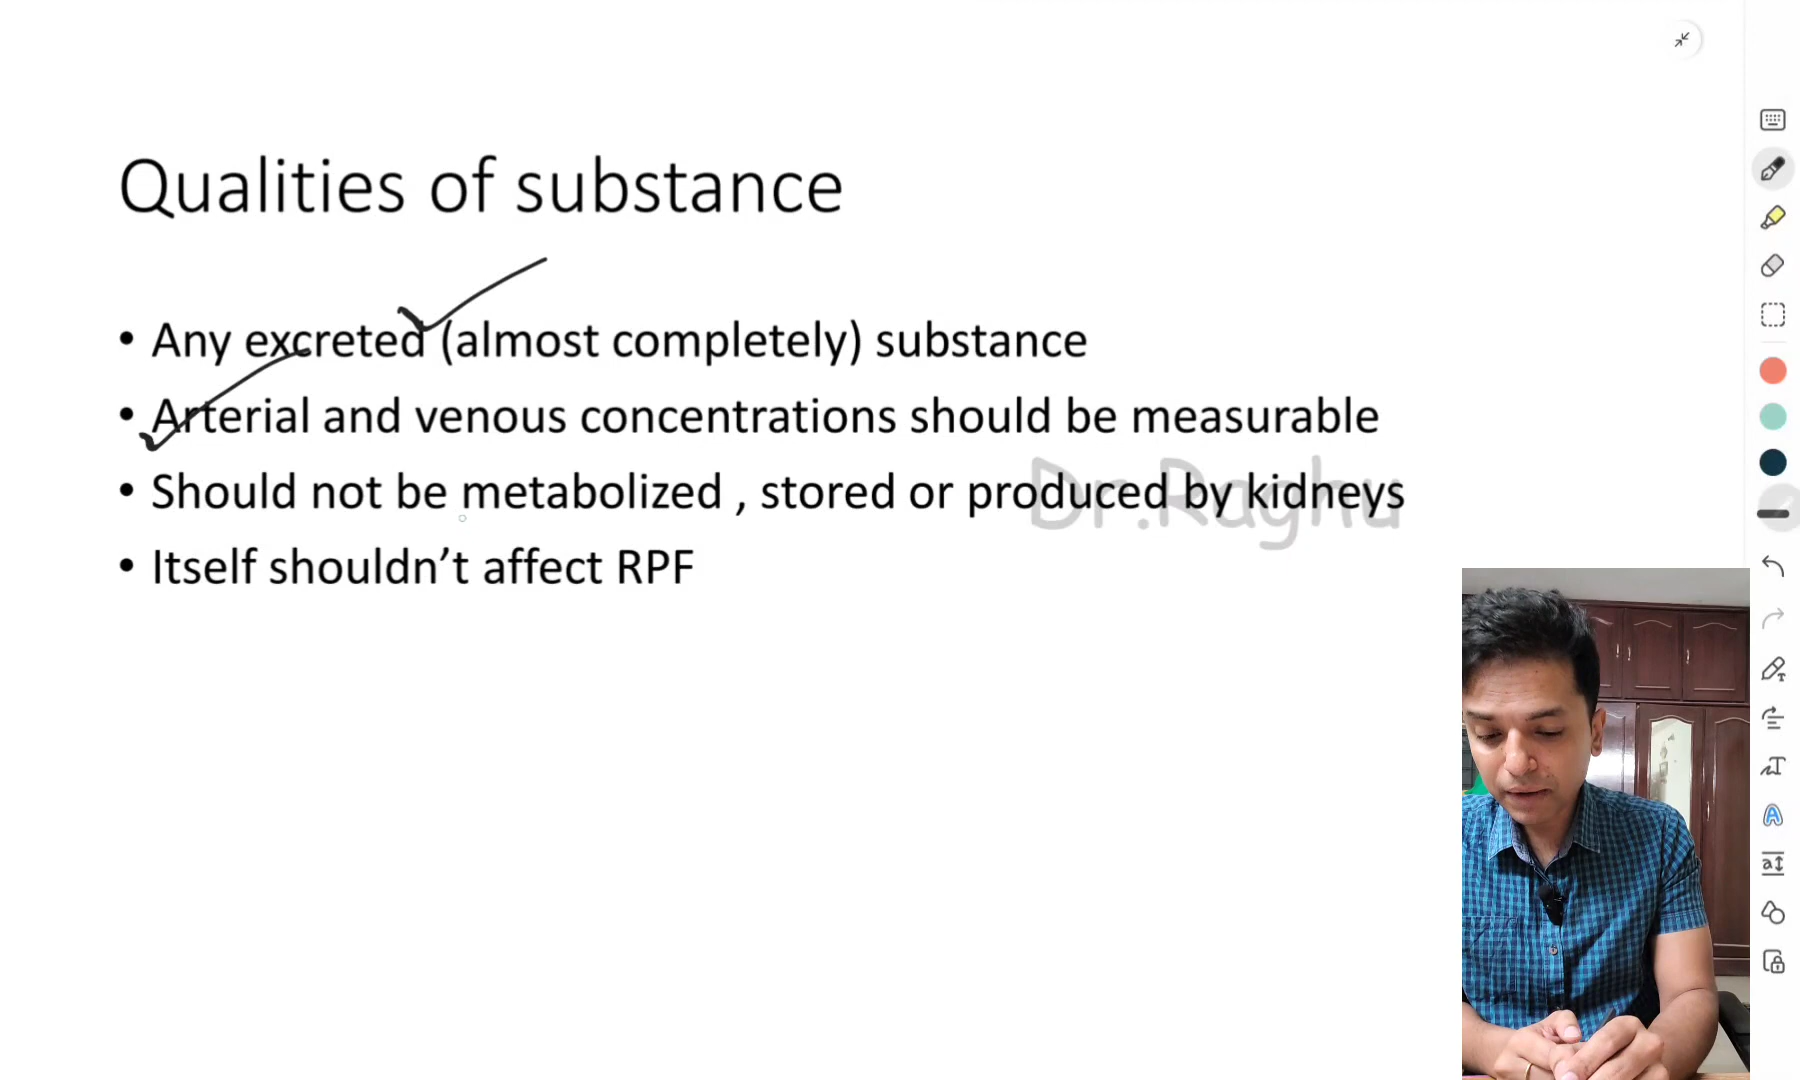 Qualities of substance
• Any excreted (almost completely) substance
• Arterial and venous concentrations should be measurable
• Should not be metabolized , stored or produced by kidneys
Dr.Raghu
• Itself shouldn’t affect RPF